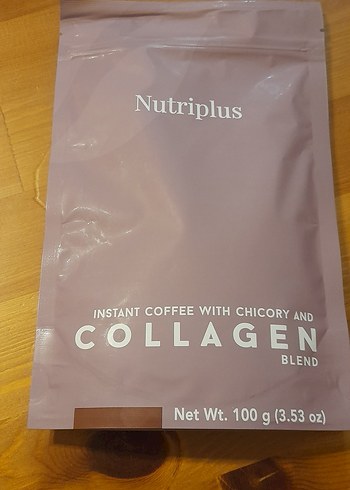 Nutriplus
INSTANT COFFEE WITH CHICORY AND
COLLAGEN
BLEND
Net Wt. 100 g (3.53 oz)